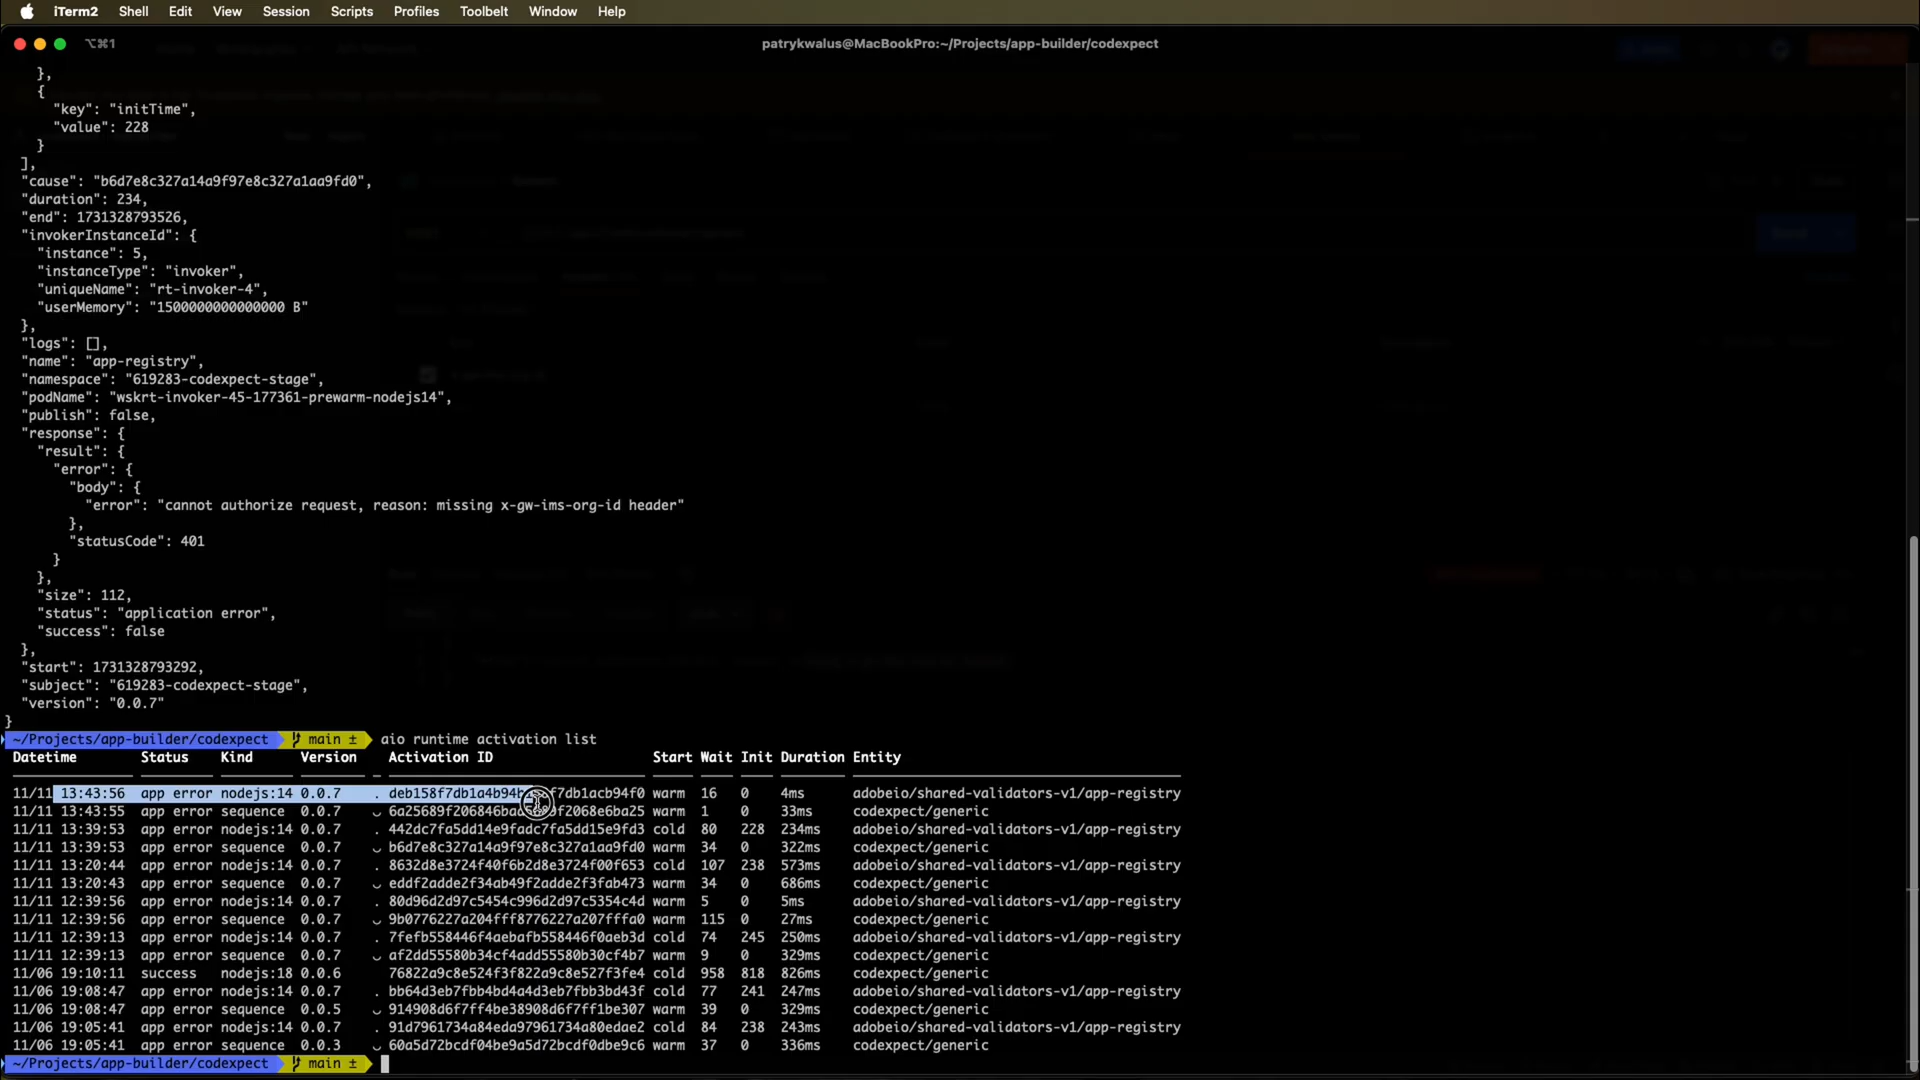 iTerm2 Shell Edit View Session Scripts Profiles Toolbelt Window Help
⌥⌘1 patrykwalus@MacBookPro:~/Projects/app-builder/codexpect
},
{
"key": "initTime",
"value": 228
}
],
"cause": "b6d7e8c327a14a9f97e8c327a1aa9fd0",
"duration": 234,
"end": 1731328793526,
"invokerInstanceId": {
"instance": 5,
"instanceType": "invoker",
"uniqueName": "rt-invoker-4",
"userMemory": "1500000000000000 B"
},
"logs": [],
"name": "app-registry",
"namespace": "619283-codexpect-stage",
"podName": "wskrt-invoker-45-177361-prewarm-nodejs14",
"publish": false,
"response": {
"result": {
"error": {
"body": {
"error": "cannot authorize request, reason: missing x-gw-ims-org-id header"
},
"statusCode": 401
}
},
"size": 112,
"status": "application error",
"success": false
},
"start": 1731328793292,
"subject": "619283-codexpect-stage",
"version": "0.0.7"
}
~/Projects/app-builder/codexpect main ± aio runtime activation list
Datetime Status Kind Version Activation ID Start Wait Init Duration Entity
11/11 13:43:56 app error nodejs:14 0.0.7 . warm 16 0 4ms adobeio/shared-validators-v1/app-registry
11/11 13:43:55 app error sequence 0.0.7 warm 1 0 33ms codexpect/generic
11/11 13:39:53 app error nodejs:14 0.0.7 . 442dc7fa5dd14e9fadc7fa5dd15e9fd3 cold 80 228 234ms adobeio/shared-validators-v1/app-registry
11/11 13:39:53 app error sequence 0.0.7 b6d7e8c327a14a9f97e8c327a1aa9fd0 warm 34 0 322ms codexpect/generic
11/11 13:20:44 app error nodejs:14 0.0.7 . 8632d8e3724f40f6b2d8e3724f00f653 cold 107 238 573ms adobeio/shared-validators-v1/app-registry
11/11 13:20:43 app error sequence 0.0.7 eddf2adde2f34ab49f2adde2f3fab473 warm 34 0 686ms codexpect/generic
11/11 12:39:56 app error nodejs:14 0.0.7 . 80d96d2d97c5454c996d2d97c5354c4d warm 5 0 5ms adobeio/shared-validators-v1/app-registry
11/11 12:39:56 app error sequence 0.0.7 9b0776227a204fff8776227a207fffa0 warm 115 0 27ms codexpect/generic
11/11 12:39:13 app error nodejs:14 0.0.7 . 7fefb558446f4aebafb558446f0aeb3d cold 74 245 250ms adobeio/shared-validators-v1/app-registry
11/11 12:39:13 app error sequence 0.0.7 af2dd55580b34cf4add55580b30cf4b7 warm 9 0 329ms codexpect/generic
11/06 19:10:11 success nodejs:18 0.0.6 76822a9c8e524f3f822a9c8e527f3fe4 cold 958 818 826ms codexpect/generic
11/06 19:08:47 app error nodejs:14 0.0.7 . bb64d3eb7fbb4bd4a4d3eb7fbb3bd43f cold 77 241 247ms adobeio/shared-validators-v1/app-registry
11/06 19:08:47 app error sequence 0.0.5 914908d6f7ff4be38908d6f7ff1be307 warm 39 0 329ms codexpect/generic
11/06 19:05:41 app error nodejs:14 0.0.7 . 91d7961734a84eda97961734a80edae2 cold 84 238 243ms adobeio/shared-validators-v1/app-registry
11/06 19:05:41 app error sequence 0.0.3 60a5d72bcdf04be9a5d72bcdf0dbe9c6 warm 37 0 336ms codexpect/generic
~/Projects/app-builder/codexpect main ±